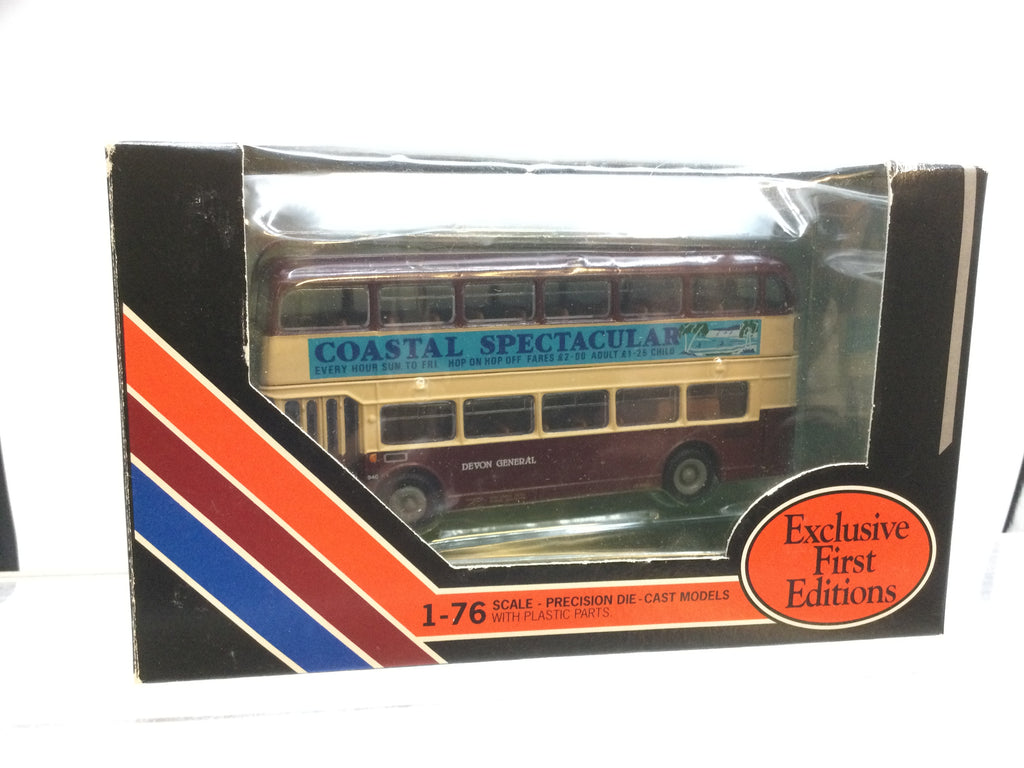 COASTAL SPECTACULAR
EVERY HOUR SUN. TO FRI. HOP ON HOP OFF FARES £2·00 ADULT £1·25 CHILD
DEVON GENERAL
940
Exclusive
First
Editions
1-76 SCALE - PRECISION DIE-CAST MODELS
WITH PLASTIC PARTS.